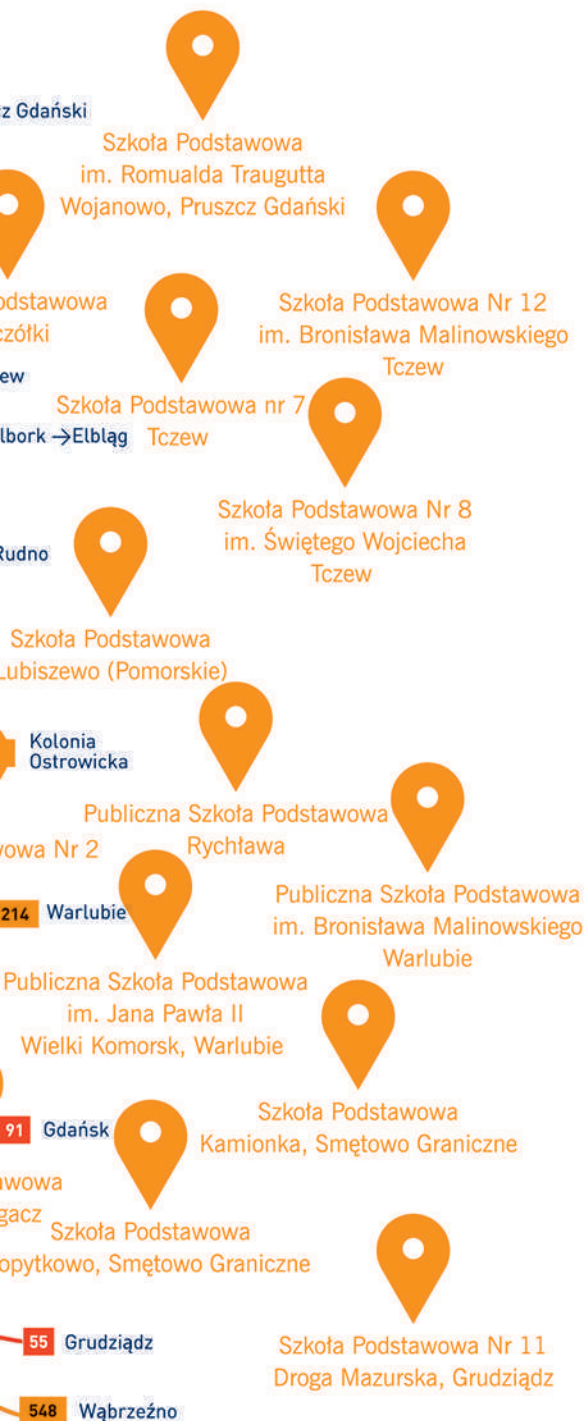 cz Gdański
Szkoła Podstawowa
im. Romualda Traugutta
Wojanowo, Pruszcz Gdański
odstawowa
czółki
Szkoła Podstawowa Nr 12
im. Bronisława Malinowskiego
Tczew
ew
Szkoła Podstawowa nr 7
Tczew
lbork →Elbląg
Szkoła Podstawowa Nr 8
im. Świętego Wojciecha
Tczew
Rudno
Szkoła Podstawowa
Lubiszewo (Pomorskie)
Kolonia
Ostrowicka
Publiczna Szkoła Podstawowa
Rychława
wowa Nr 2
Publiczna Szkoła Podstawowa
im. Bronisława Malinowskiego
Warlubie
214 Warlubie
Publiczna Szkoła Podstawowa
im. Jana Pawła II
Wielki Komorsk, Warlubie
Szkoła Podstawowa
Kamionka, Smętowo Graniczne
91 Gdańsk
awowa
gacz
Szkoła Podstawowa
opytkowo, Smętowo Graniczne
55 Grudziądz
Szkoła Podstawowa Nr 11
Droga Mazurska, Grudziądz
548 Wąbrzeźno